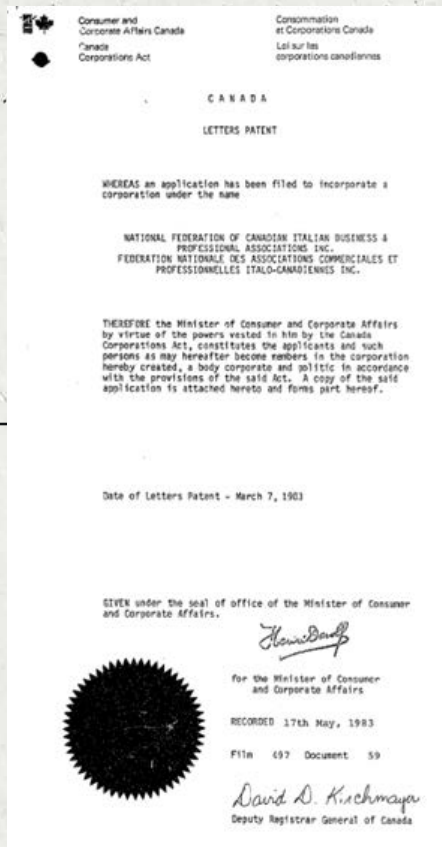 Consumer and
Corporate Affairs Canada
Consommation
et Corporations Canada
Canada
Corporations Act
Loi sur les
corporations canadiennes
CANADA
LETTERS PATENT
WHEREAS an application has been filed to incorporate a
corporation under the name
NATIONAL FEDERATION OF CANADIAN ITALIAN BUSINESS &
PROFESSIONAL ASSOCIATIONS INC.
FEDERATION NATIONALE DES ASSOCIATIONS COMMERCIALES ET
PROFESSIONNELLES ITALO-CANADIENNES INC.
THEREFORE the Minister of Consumer and Corporate Affairs
by virtue of the powers vested in him by the Canada
Corporations Act, constitutes the applicants and such
persons as may hereafter become members in the corporation
hereby created, a body corporate and politic in accordance
with the provisions of the said Act. A copy of the said
application is attached hereto and forms part hereof.
Date of Letters Patent - March 7, 1983
GIVEN under the seal of office of the Minister of Consumer
and Corporate Affairs.
for the Minister of Consumer
and Corporate Affairs
RECORDED 17th May, 1983
Film 497 Document 59
David D. Kirchmayer
Deputy Registrar General of Canada